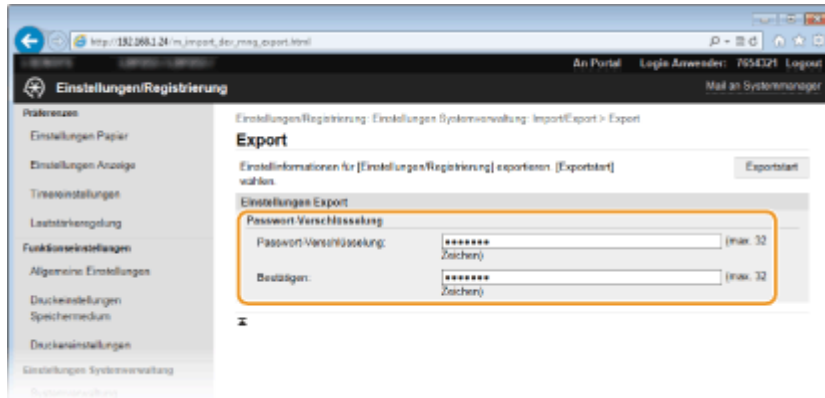 http://192.168.1.24/m_import_dev_mng_export.html
An Portal Login Anwender: 7654321 Logout
Einstellungen/Registrierung
Mail an Systemmanager
Präferenzen
Einstellungen Papier
Einstellungen Anzeige
Timereinstellungen
Lautstärkeregelung
Funktionseinstellungen
Allgemeine Einstellungen
Druckeinstellungen
Speichermedium
Druckereinstellungen
Einstellungen Systemverwaltung
Systemverwaltung
Einstellungen/Registrierung: Einstellungen Systemverwaltung: Import/Export > Export
Export
Einstellinformationen für [Einstellungen/Registrierung] exportieren. [Exportstart]
wählen.
Exportstart
Einstellungen Export
Passwort-Verschlüsselung
Passwort-Verschlüsselung: ●●●●●●● (max. 32
Zeichen)
Bestätigen: ●●●●●●● (max. 32
Zeichen)